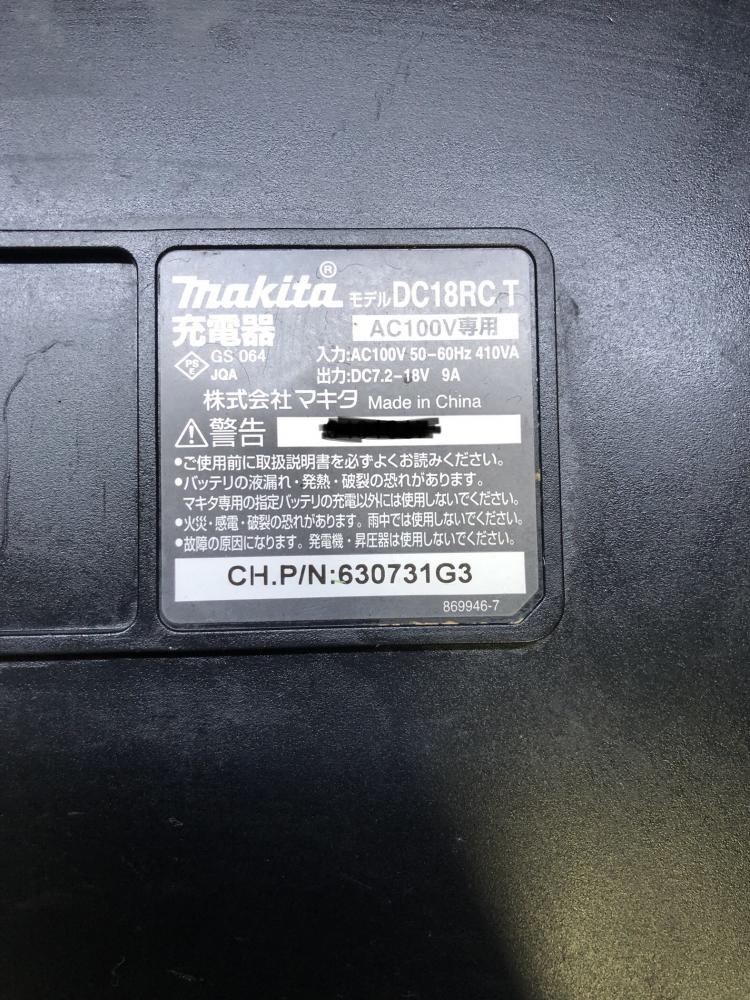 makita® モデル DC18RC T
充電器 AC100V専用
PS E GS 064 入力:AC100V 50-60Hz 410VA
JQA 出力:DC7.2-18V 9A
株式会社マキタ Made in China
警告
•ご使用前に取扱説明書を必ずよくお読みください。
•バッテリの液漏れ・発熱・破裂の恐れがあります。
マキタ専用の指定バッテリの充電以外には使用しないでください。
•火災・感電・破裂の恐れがあります。雨中では使用しないでください。
•故障の原因になります。発電機・昇圧器は使用しないでください。
CH.P/N:630731G3
869946-7